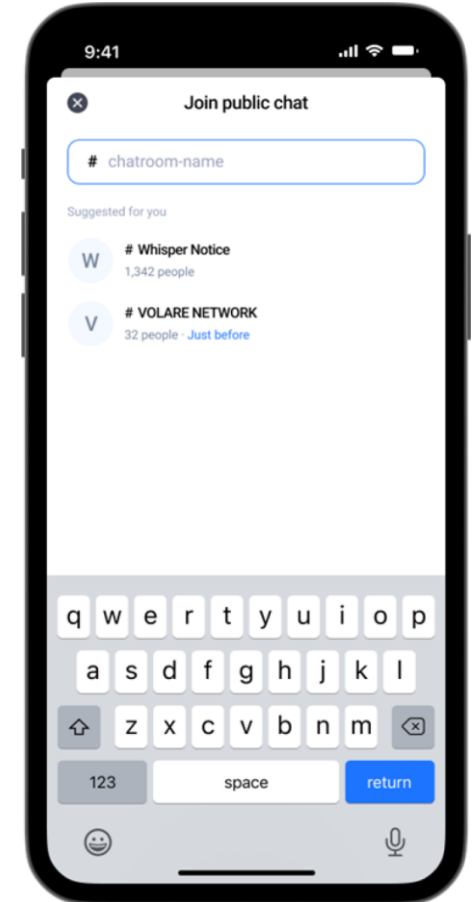 9:41
Join public chat
# chatroom-name
Suggested for you
W
# Whisper Notice
1,342 people
V
# VOLARE NETWORK
32 people · Just before
q w e r t y u i o p
a s d f g h j k l
z x c v b n m
123 space return